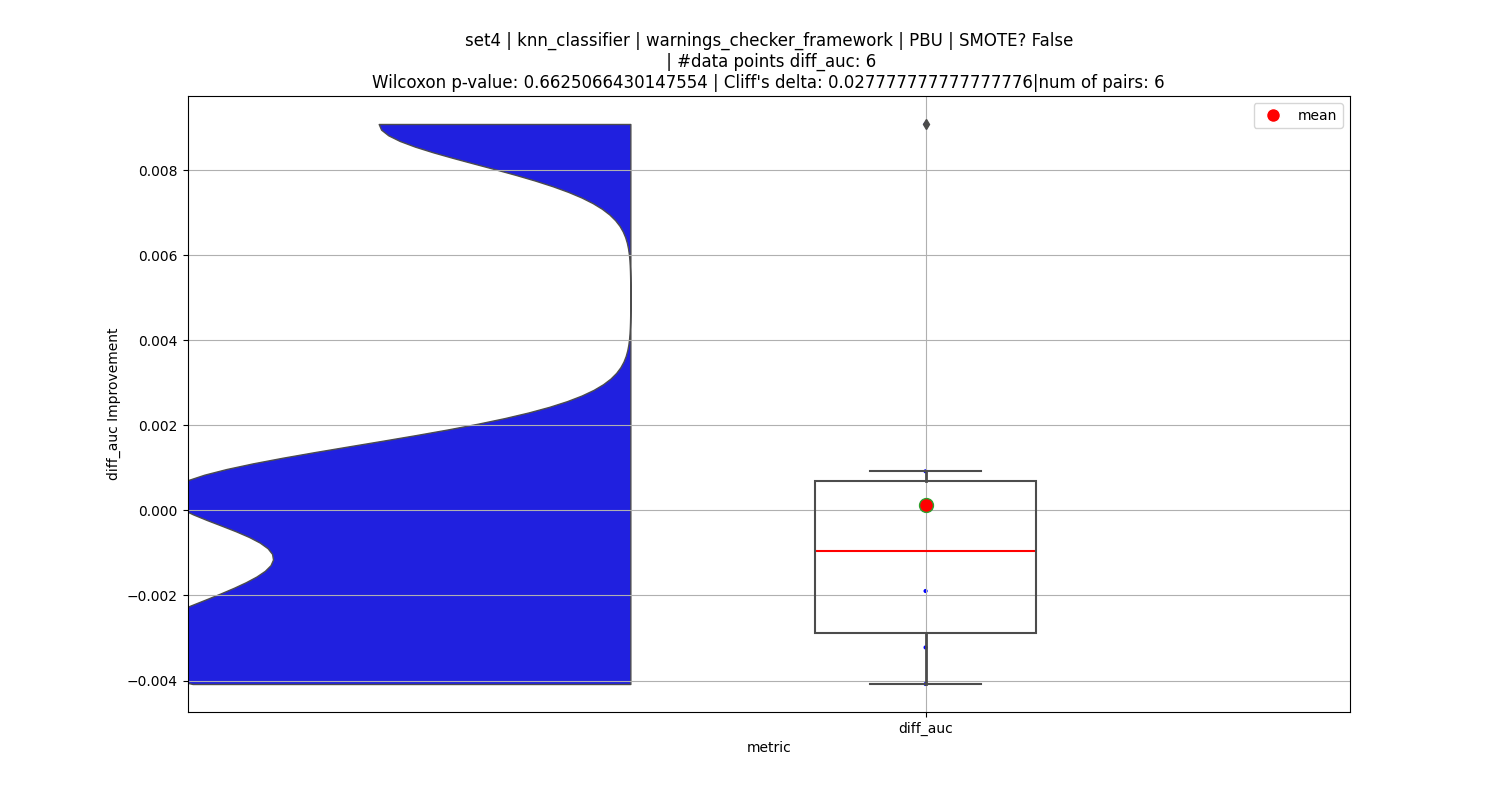 set4 | knn_classifier | warnings_checker_framework | PBU | SMOTE? False
| #data points diff_auc: 6
Wilcoxon p-value: 0.6625066430147554 | Cliff's delta: 0.027777777777777776|num of pairs: 6
mean
0.008
0.006
0.004
0.002
0.000
−0.002
−0.004
diff_auc Improvement
diff_auc
metric